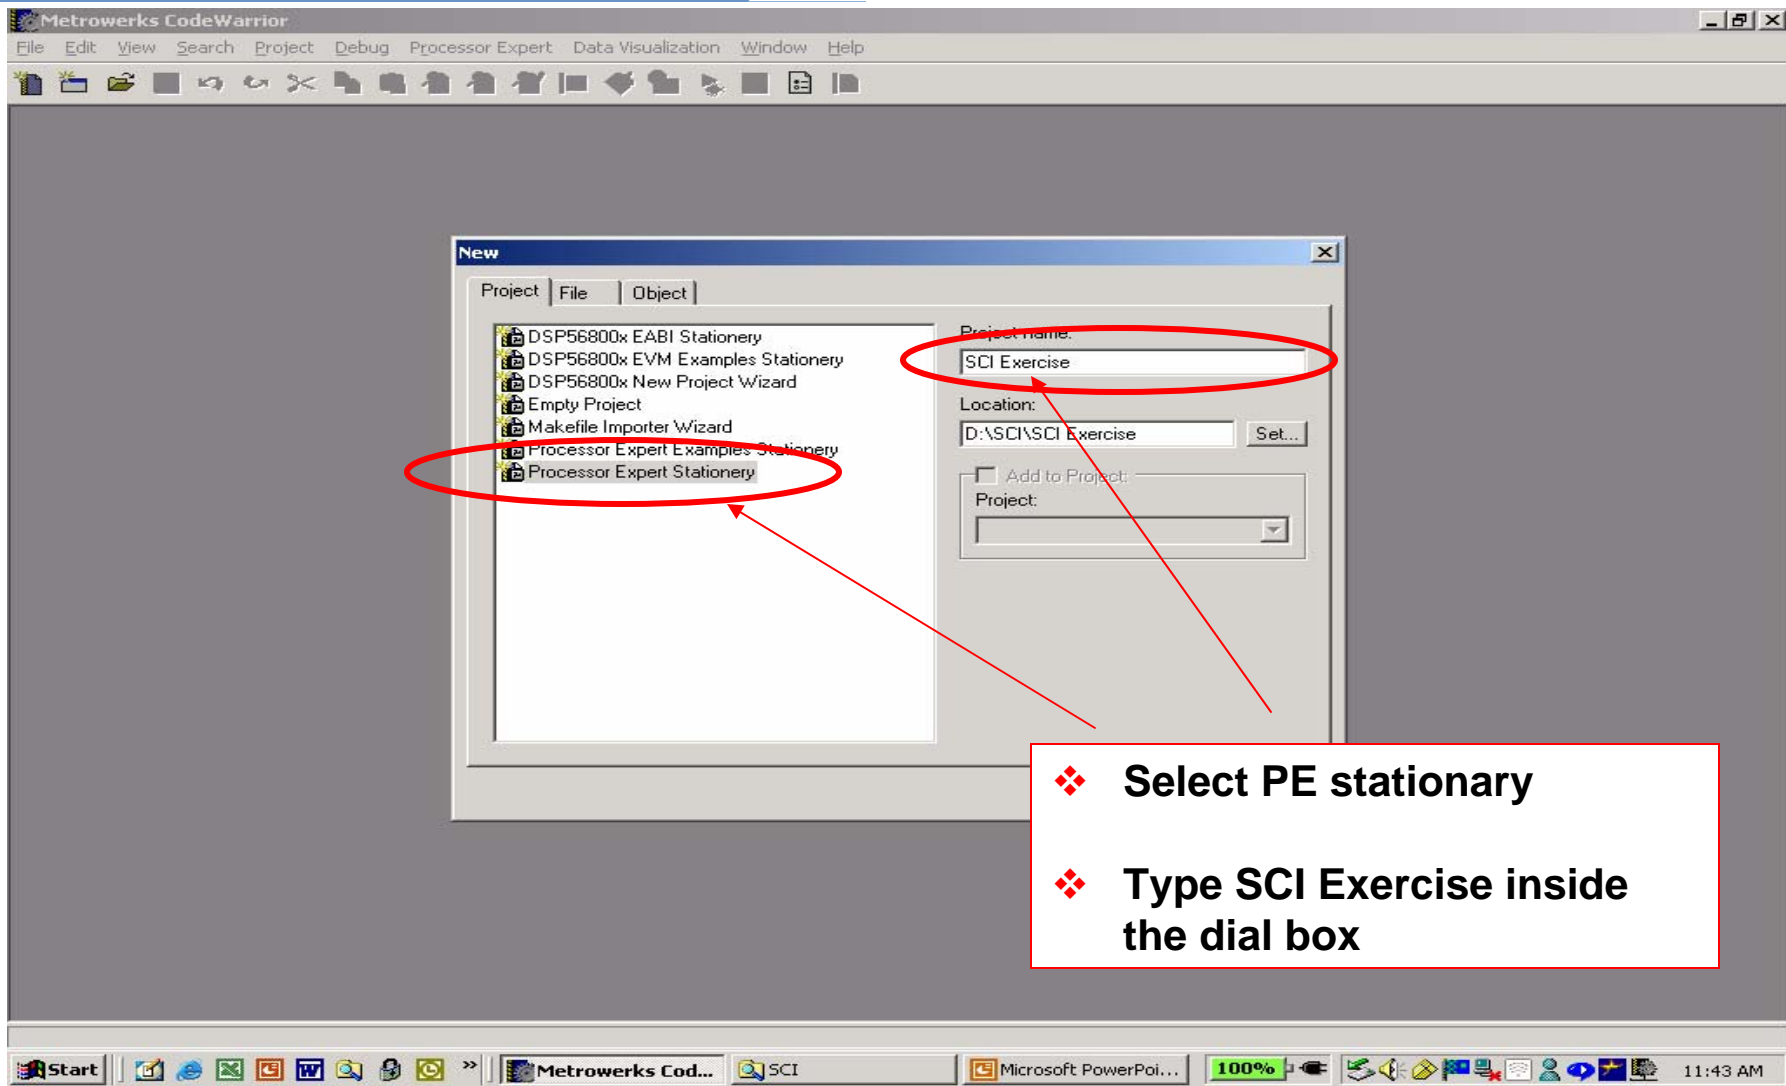 Metrowerks CodeWarrior
File Edit View Search Project Debug Processor Expert Data Visualization Window Help
New
Project File Object
DSP56800x EABI Stationery
DSP56800x EVM Examples Stationery
DSP56800x New Project Wizard
Empty Project
Makefile Importer Wizard
Processor Expert Examples Stationery
Processor Expert Stationery
Project name:
SCI Exercise
Location:
D:\SCI\SCI Exercise Set...
Add to Project:
Project:
❖ Select PE stationary
❖ Type SCI Exercise inside
the dial box
Start » Metrowerks Cod... SCI Microsoft PowerPoi... 100% 11:43 AM